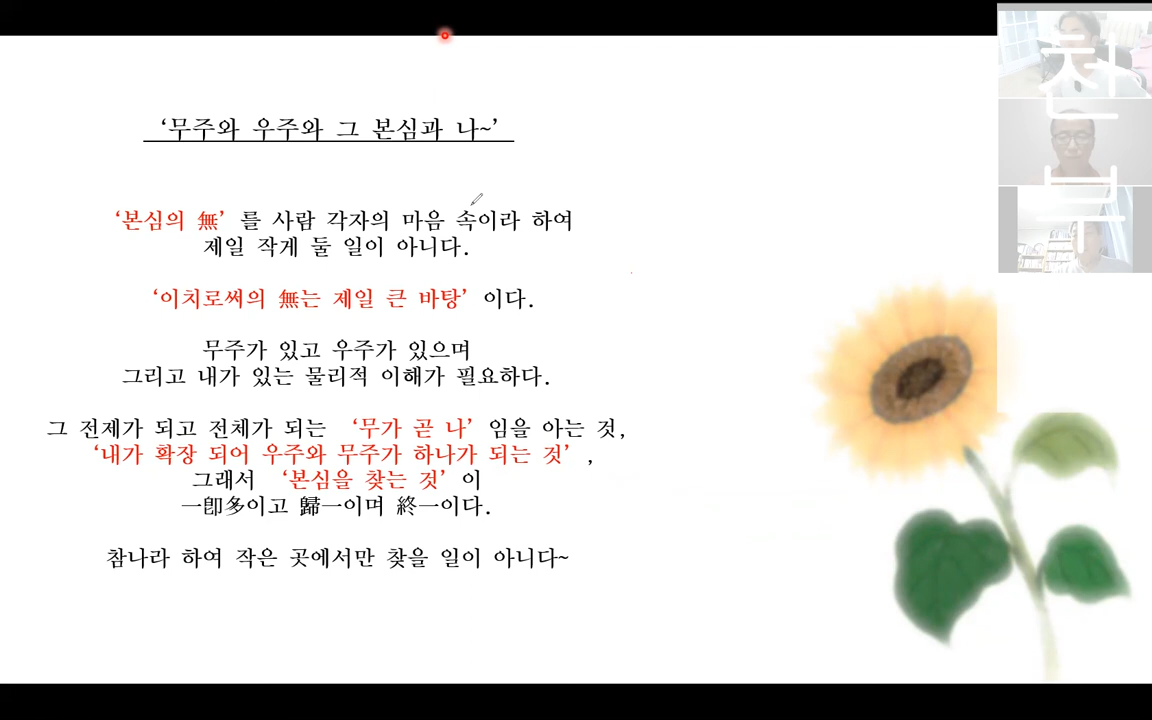 ‘무주와 우주와 그 본심과 나~’
‘본심의 無’ 를 사람 각자의 마음 속이라 하여
제일 작게 둘 일이 아니다.
‘이치로써의 無는 제일 큰 바탕’ 이다.
무주가 있고 우주가 있으며
그리고 내가 있는 물리적 이해가 필요하다.
그 전제가 되고 전체가 되는 ‘무가 곧 나’ 임을 아는 것,
‘내가 확장 되어 우주와 무주가 하나가 되는 것’ ,
그래서 ‘본심을 찾는 것’ 이
一卽多이고 歸一이며 終一이다.
참나라 하여 작은 곳에서만 찾을 일이 아니다~
천
부